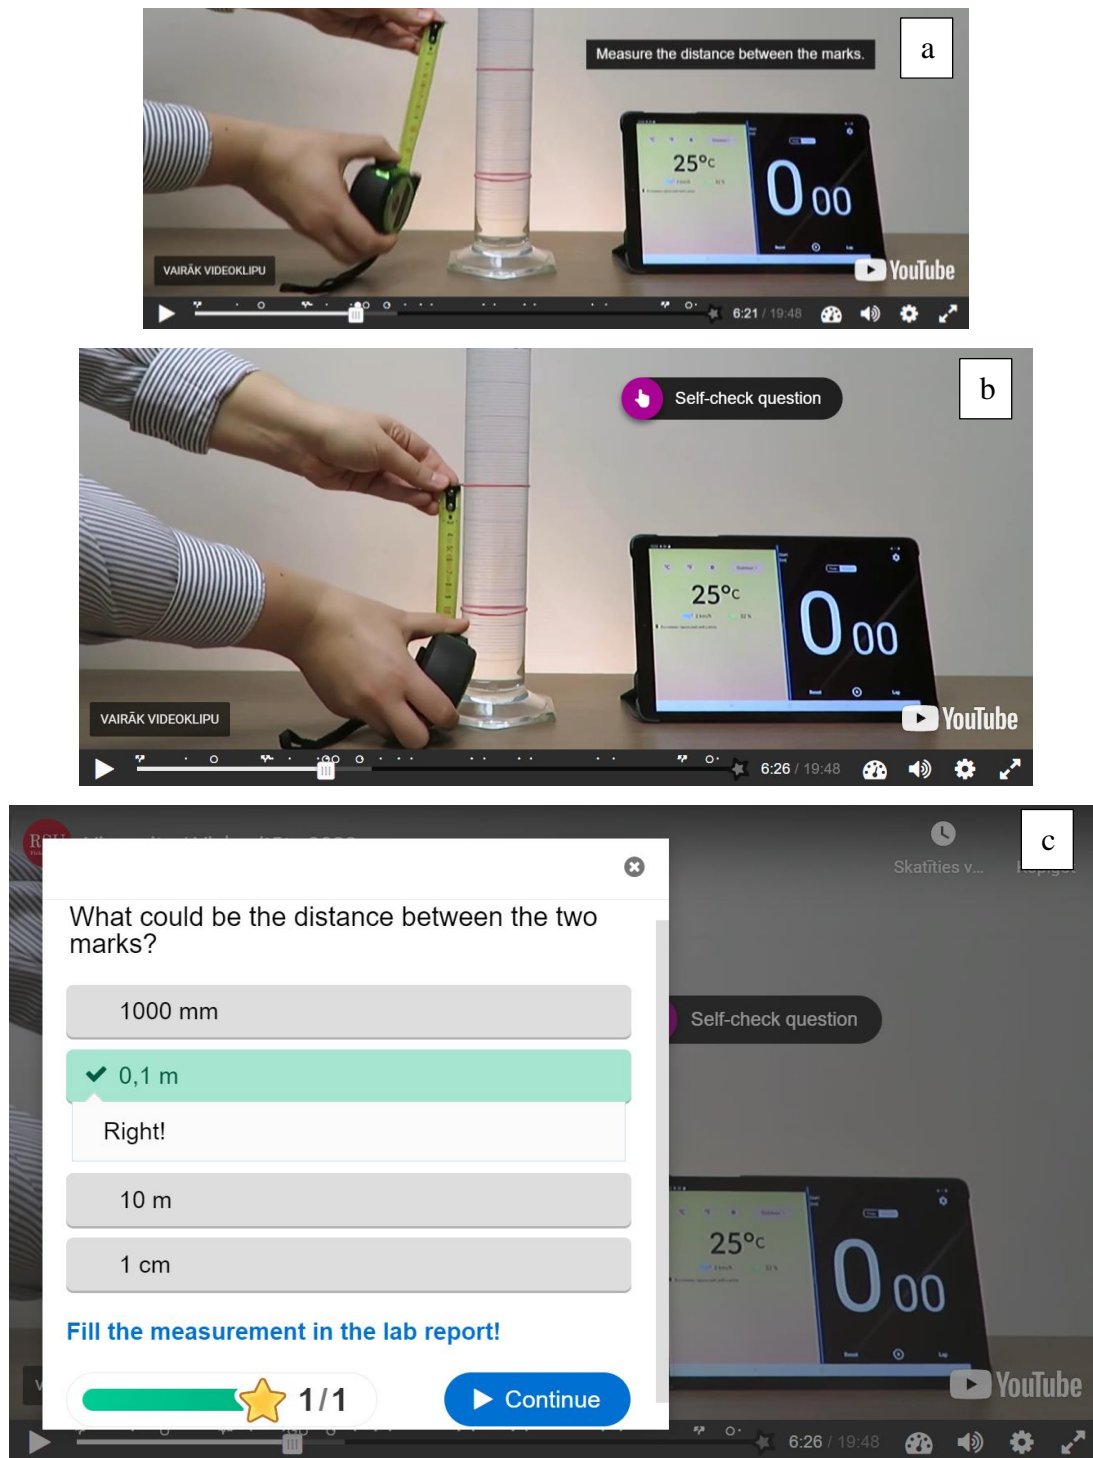 Measure the distance between the marks.
a
25°C
0 00
VAIRĀK VIDEOKLIPU
YouTube
6:21 / 19:48
Self-check question
b
25°C
0 00
VAIRĀK VIDEOKLIPU
YouTube
6:26 / 19:48
c
Skatīties v...
What could be the distance between the two
marks?
1000 mm
0,1 m
Right!
10 m
1 cm
Fill the measurement in the lab report!
1/1
Continue
Self-check question
25°C
0 00
YouTube
6:26 / 19:48